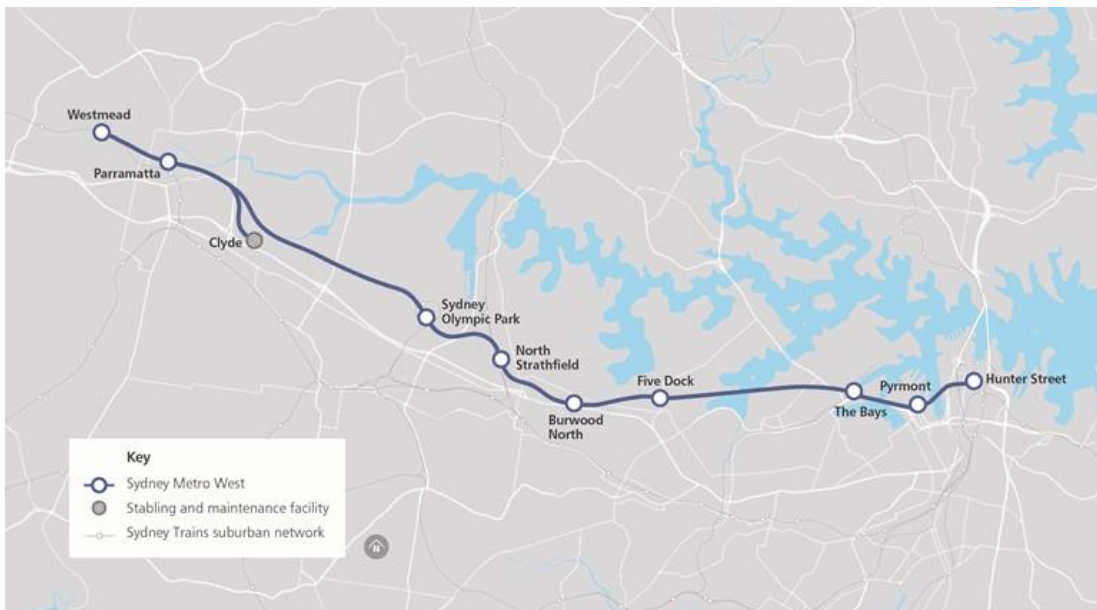 Westmead
Parramatta
Clyde
Sydney
Olympic Park
North
Strathfield
Burwood
North
Five Dock
The Bays
Pyrmont
Hunter Street
Key
Sydney Metro West
Stabling and maintenance facility
Sydney Trains suburban network
N